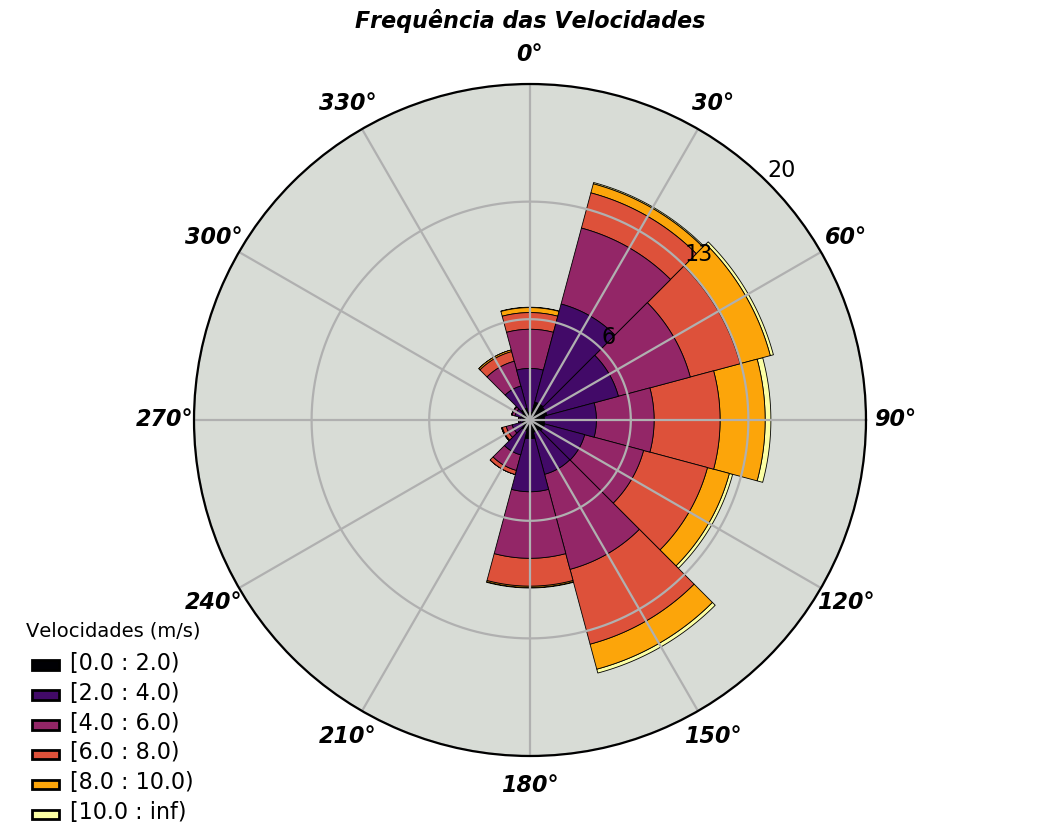 Frequência das Velocidades
0°
330°
30°
20
300°
60°
13
6
270°
90°
240°
120°
210°
150°
180°
Velocidades (m/s)
[0.0 : 2.0)
[2.0 : 4.0)
[4.0 : 6.0)
[6.0 : 8.0)
[8.0 : 10.0)
[10.0 : inf)